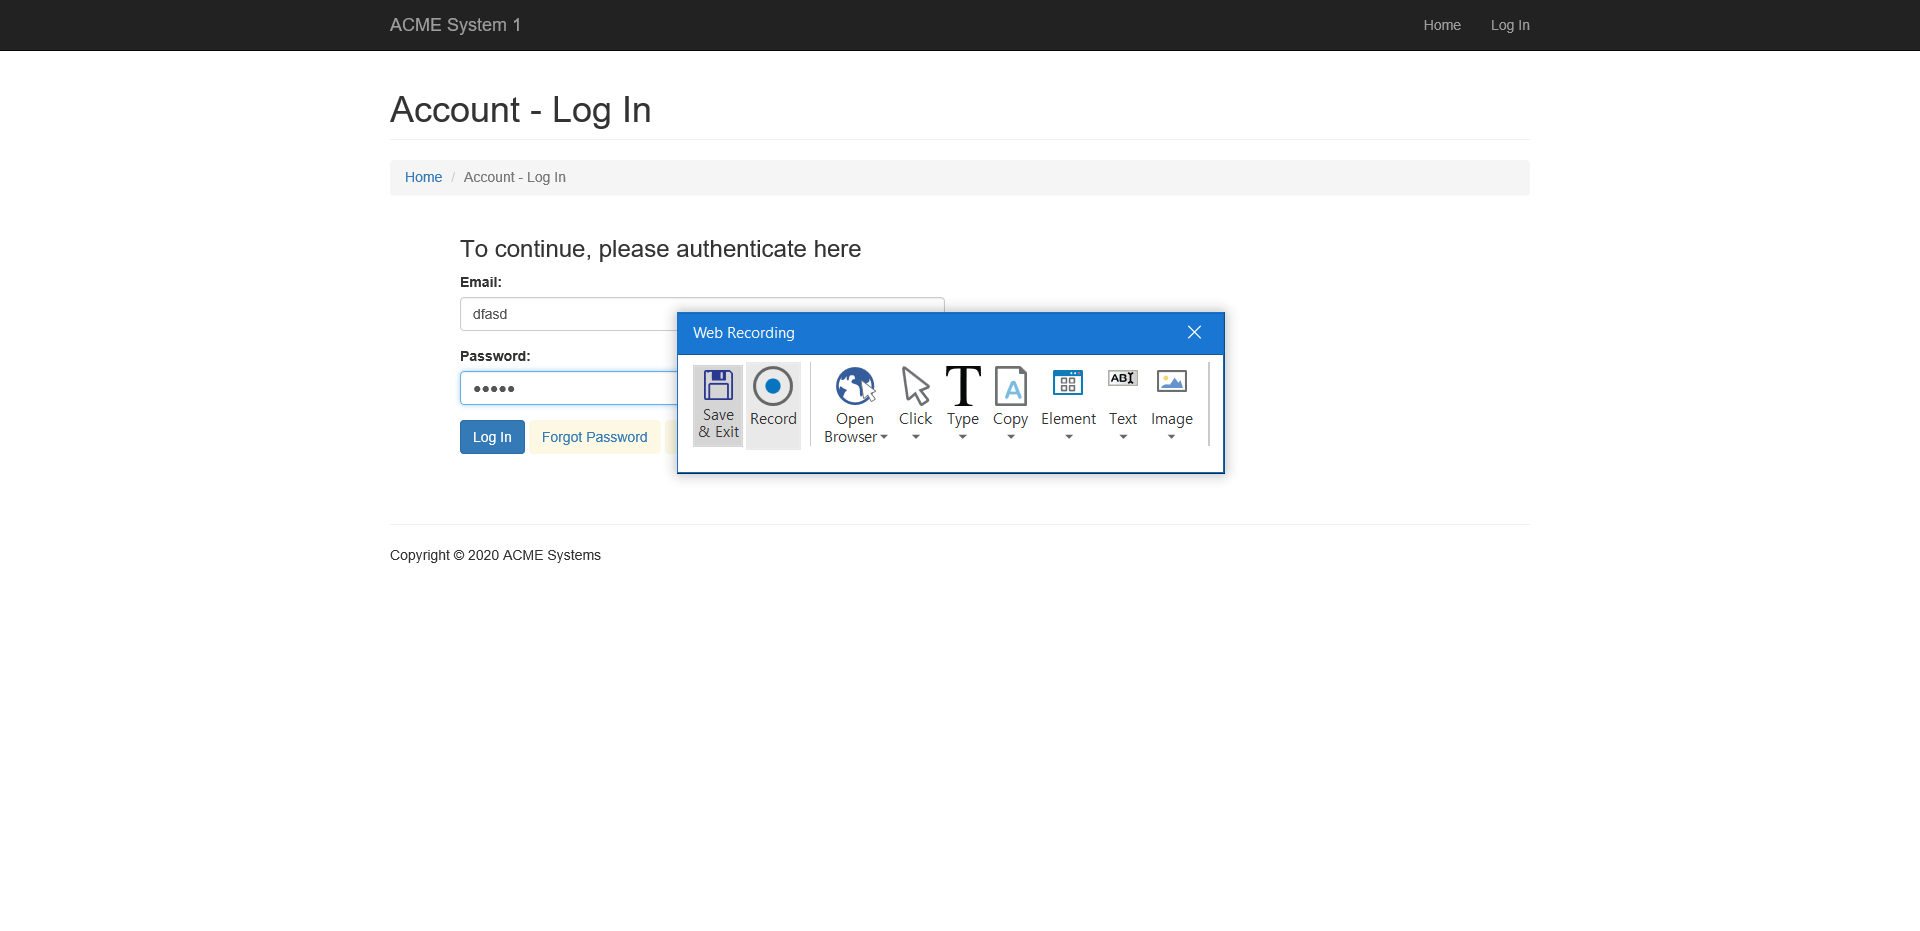 ACME System 1 Home Log In
Account - Log In
Home / Account - Log In
To continue, please authenticate here
Email:
dfasd
Password:
●●●●●
Log In Forgot Password
Web Recording
Save & Exit
Record
Open Browser
Click
Type
Copy
Element
Text
Image
Copyright © 2020 ACME Systems